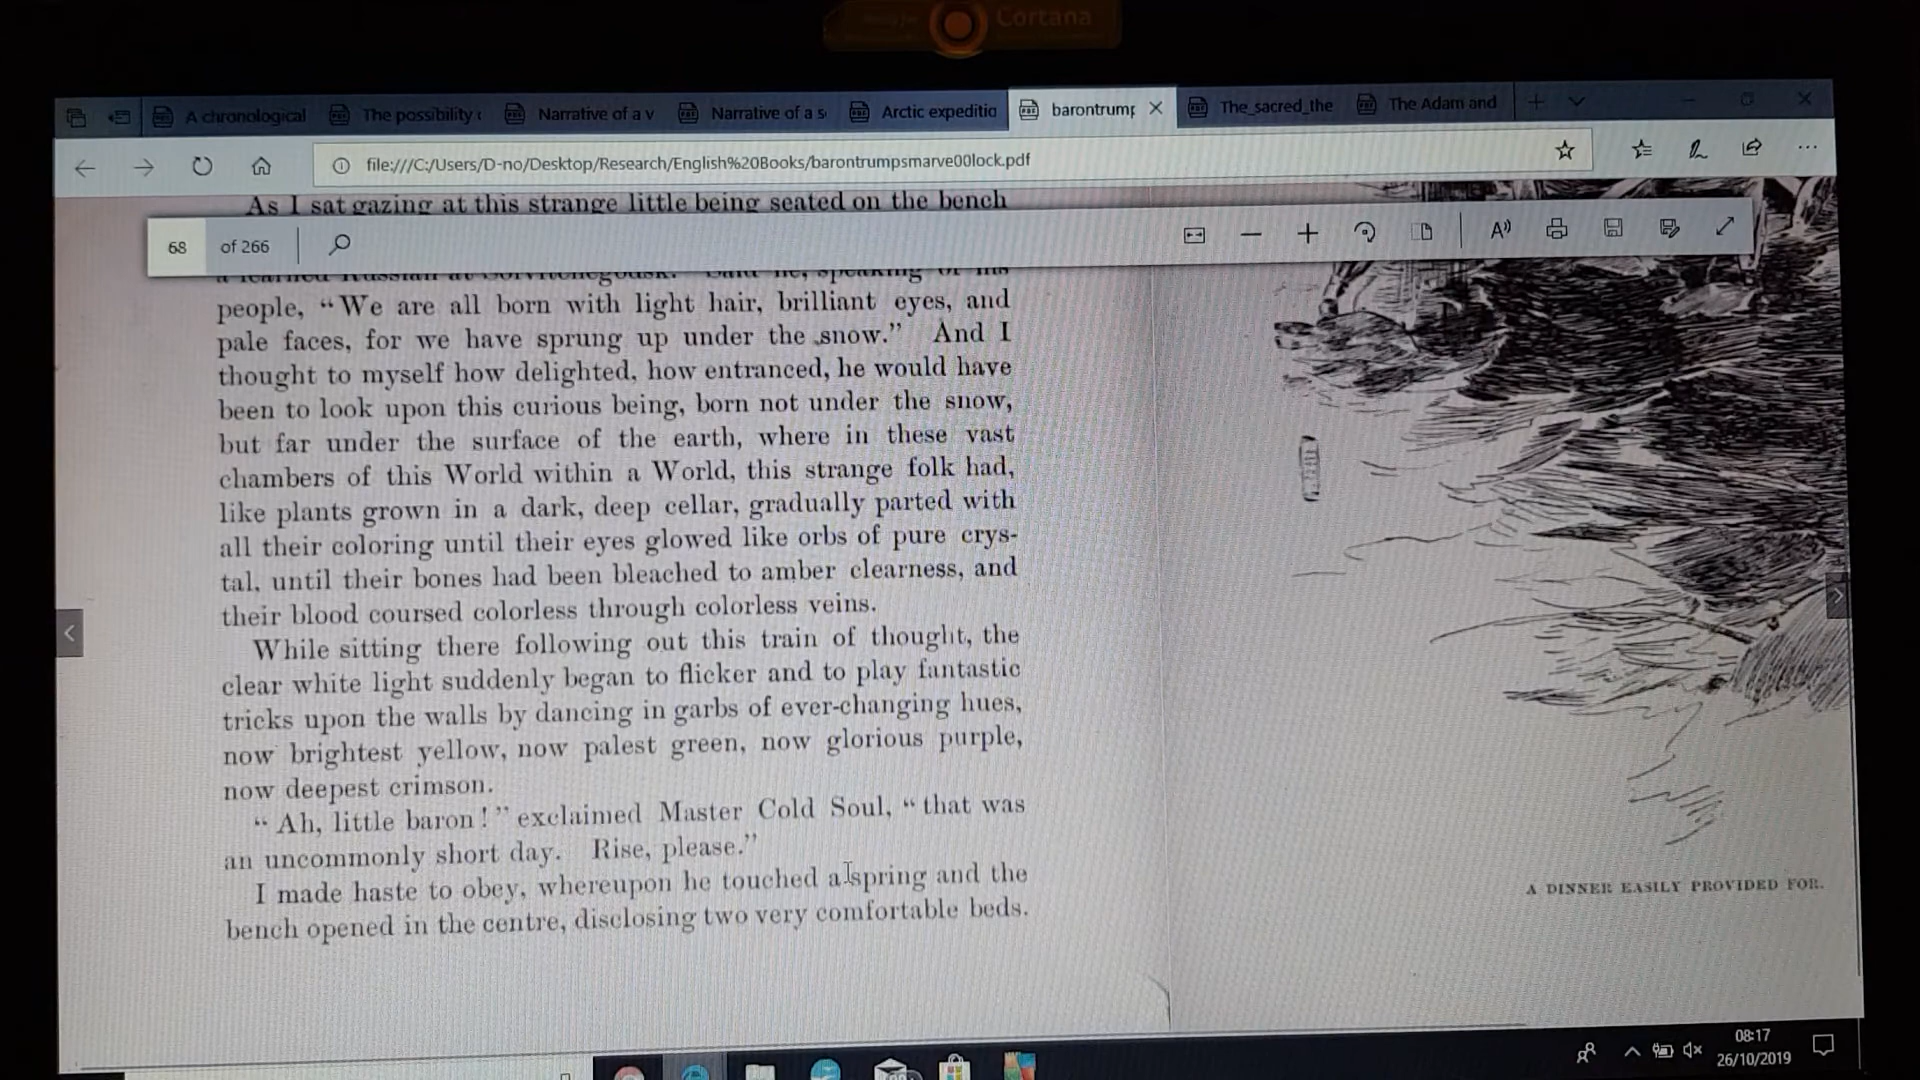 Cortana
A chronological
The possibility
Narrative of a v
Narrative of a s
Arctic expeditio
barontrump
The_sacred_the
The Adam and
file:///C:/Users/D-no/Desktop/Research/English%20Books/barontrumpsmarve00lock.pdf
As I sat gazing at this strange little being seated on the bench
68 of 266
people, “We are all born with light hair, brilliant eyes, and
pale faces, for we have sprung up under the snow.” And I
thought to myself how delighted, how entranced, he would have
been to look upon this curious being, born not under the snow,
but far under the surface of the earth, where in these vast
chambers of this World within a World, this strange folk had,
like plants grown in a dark, deep cellar, gradually parted with
all their coloring until their eyes glowed like orbs of pure crys-
tal, until their bones had been bleached to amber clearness, and
their blood coursed colorless through colorless veins.
While sitting there following out this train of thought, the
clear white light suddenly began to flicker and to play fantastic
tricks upon the walls by dancing in garbs of ever-changing hues,
now brightest yellow, now palest green, now glorious purple,
now deepest crimson.
“Ah, little baron!” exclaimed Master Cold Soul, “that was
an uncommonly short day. Rise, please.”
I made haste to obey, whereupon he touched a spring and the
bench opened in the centre, disclosing two very comfortable beds.
A DINNER EASILY PROVIDED FOR.
08:17
26/10/2019